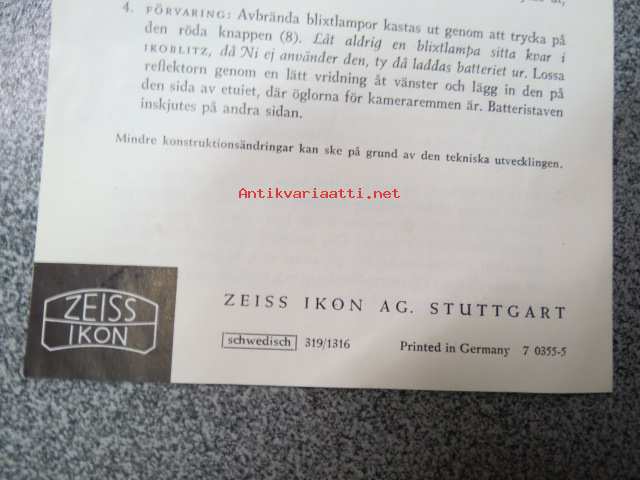 4. FÖRVARING: Avbrända blixtlampor kastas ut genom att trycka på
den röda knappen (8). Låt aldrig en blixtlampa sitta kvar i
IKOBLITZ, då Ni ej använder den, ty då laddas batteriet ur. Lossa
reflektorn genom en lätt vridning åt vänster och lägg in den på
den sida av etuiet, där öglorna för kameraremmen är. Batteristaven
inskjutes på andra sidan.
Mindre konstruktionsändringar kan ske på grund av den tekniska utvecklingen.
Antikvariaatti.net
ZEISS IKON
ZEISS IKON AG. STUTTGART
schwedisch 319/1316 Printed in Germany 7 0355-5